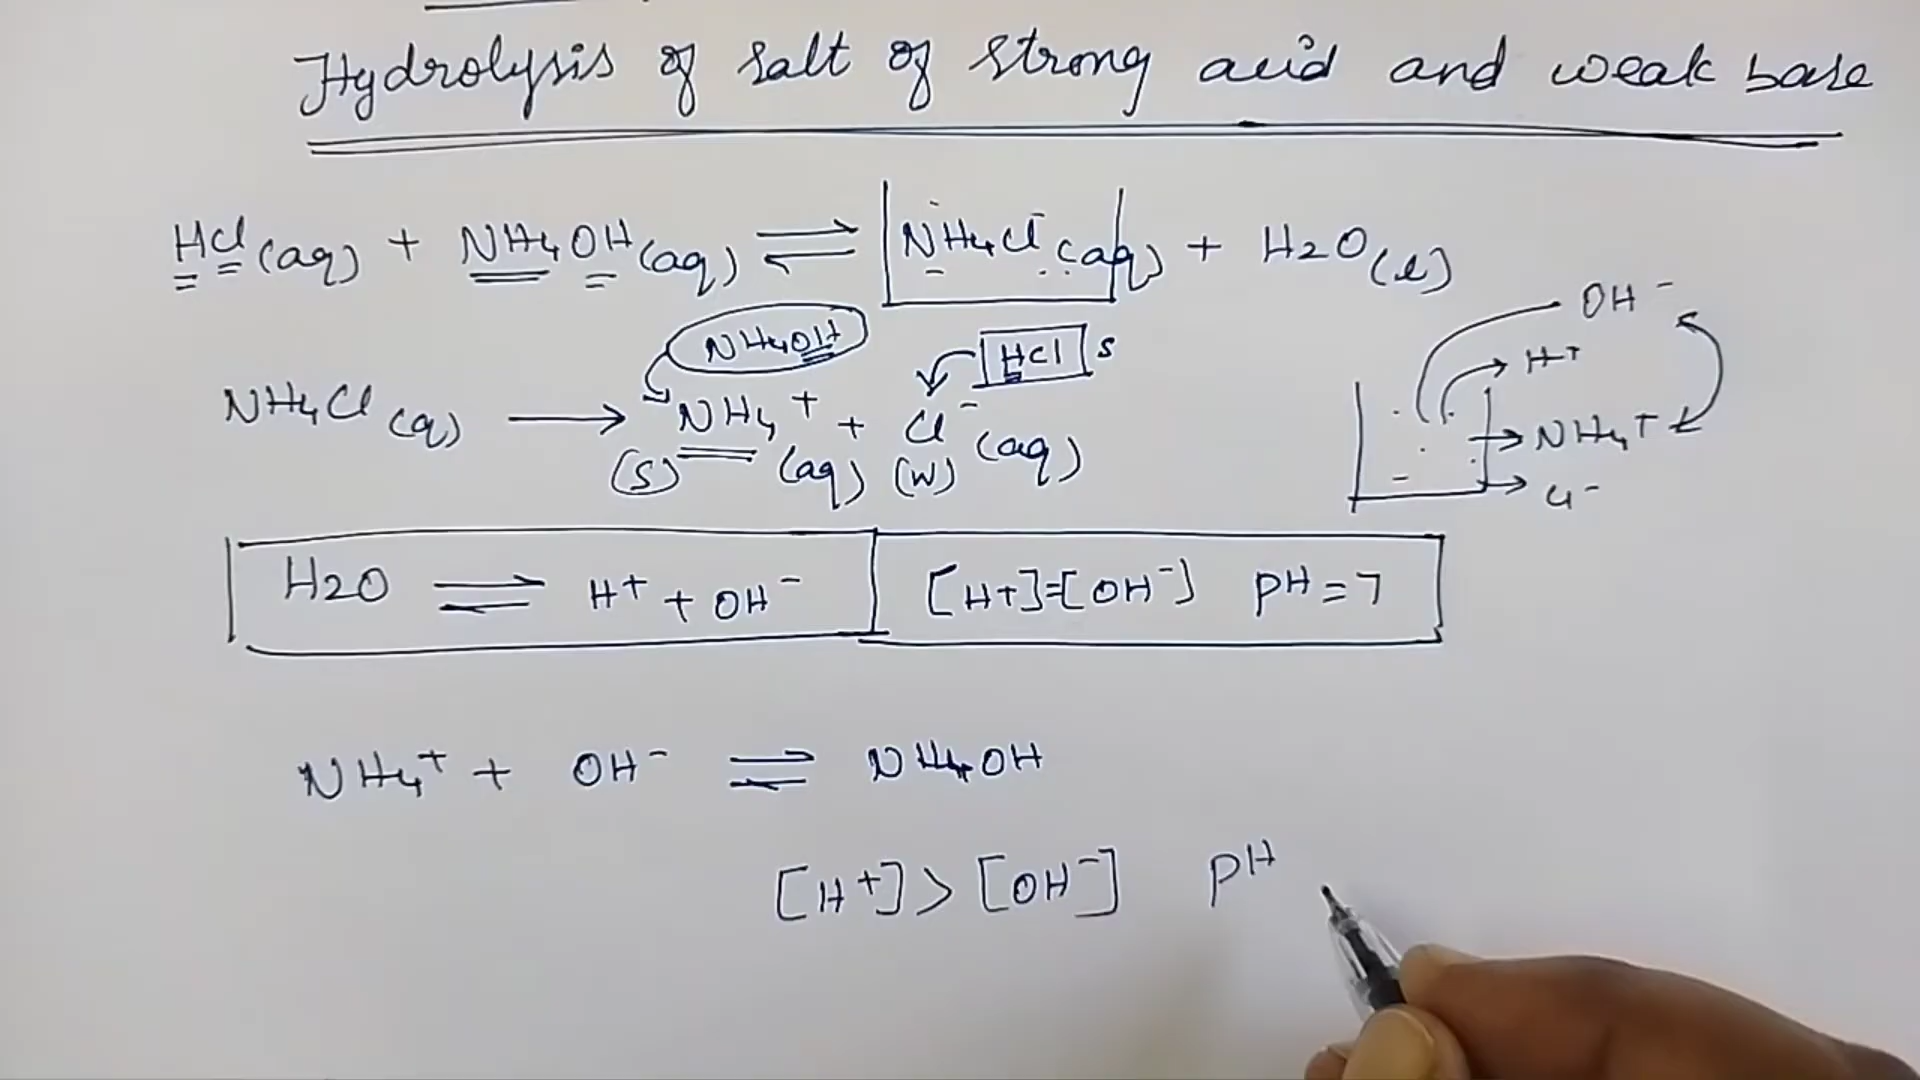 Hydrolysis of salt of strong acid and weak base
HCl(aq) + NH4OH(aq) ⇌ NH4Cl(aq) + H2O(l)
OH-
H+
NH4+
Cl-
NH4OH
HCl s
NH4Cl(aq) → NH4+ (aq) + Cl- (aq)
(S) (W)
H2O ⇌ H+ + OH- [H+]=[OH-] PH=7
NH4+ + OH- ⇌ NH4OH
[H+] > [OH-] PH